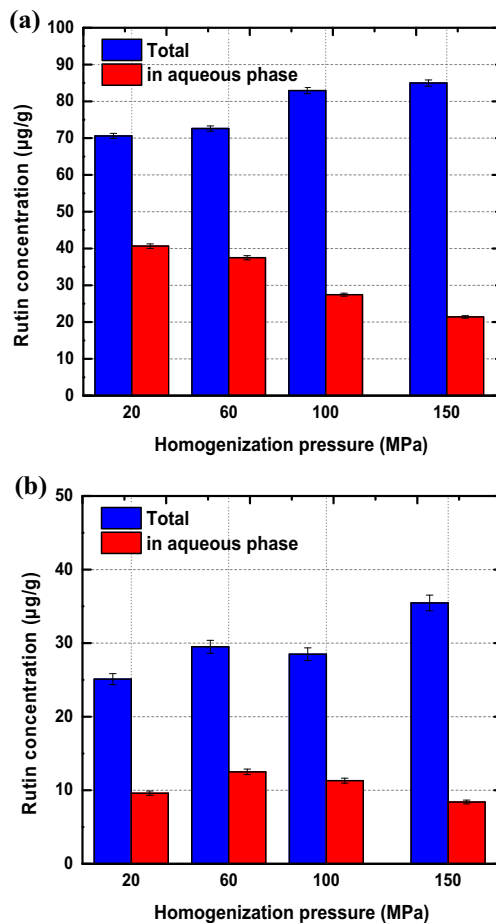 (a)
100
90
80
70
60
50
40
30
20
10
0
Rutin concentration (µg/g)
Total
in aqueous phase
20 60 100 150
Homogenization pressure (MPa)
(b)
50
40
30
20
10
0
Rutin concentration (µg/g)
Total
in aqueous phase
20 60 100 150
Homogenization pressure (MPa)